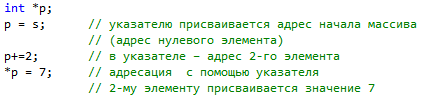 int *p;
p = s; // указателю присваивается адрес начала массива
// (адрес нулевого элемента)
p+=2; // в указателе – адрес 2-го элемента
*p = 7; // адресация с помощью указателя
// 2-му элементу присваивается значение 7